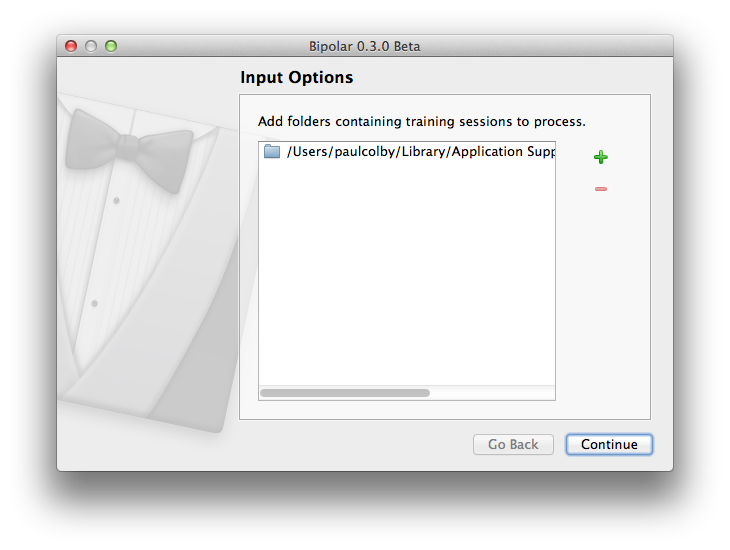 Bipolar 0.3.0 Beta
Input Options
Add folders containing training sessions to process.
/Users/paulcolby/Library/Application Supp
Go Back
Continue